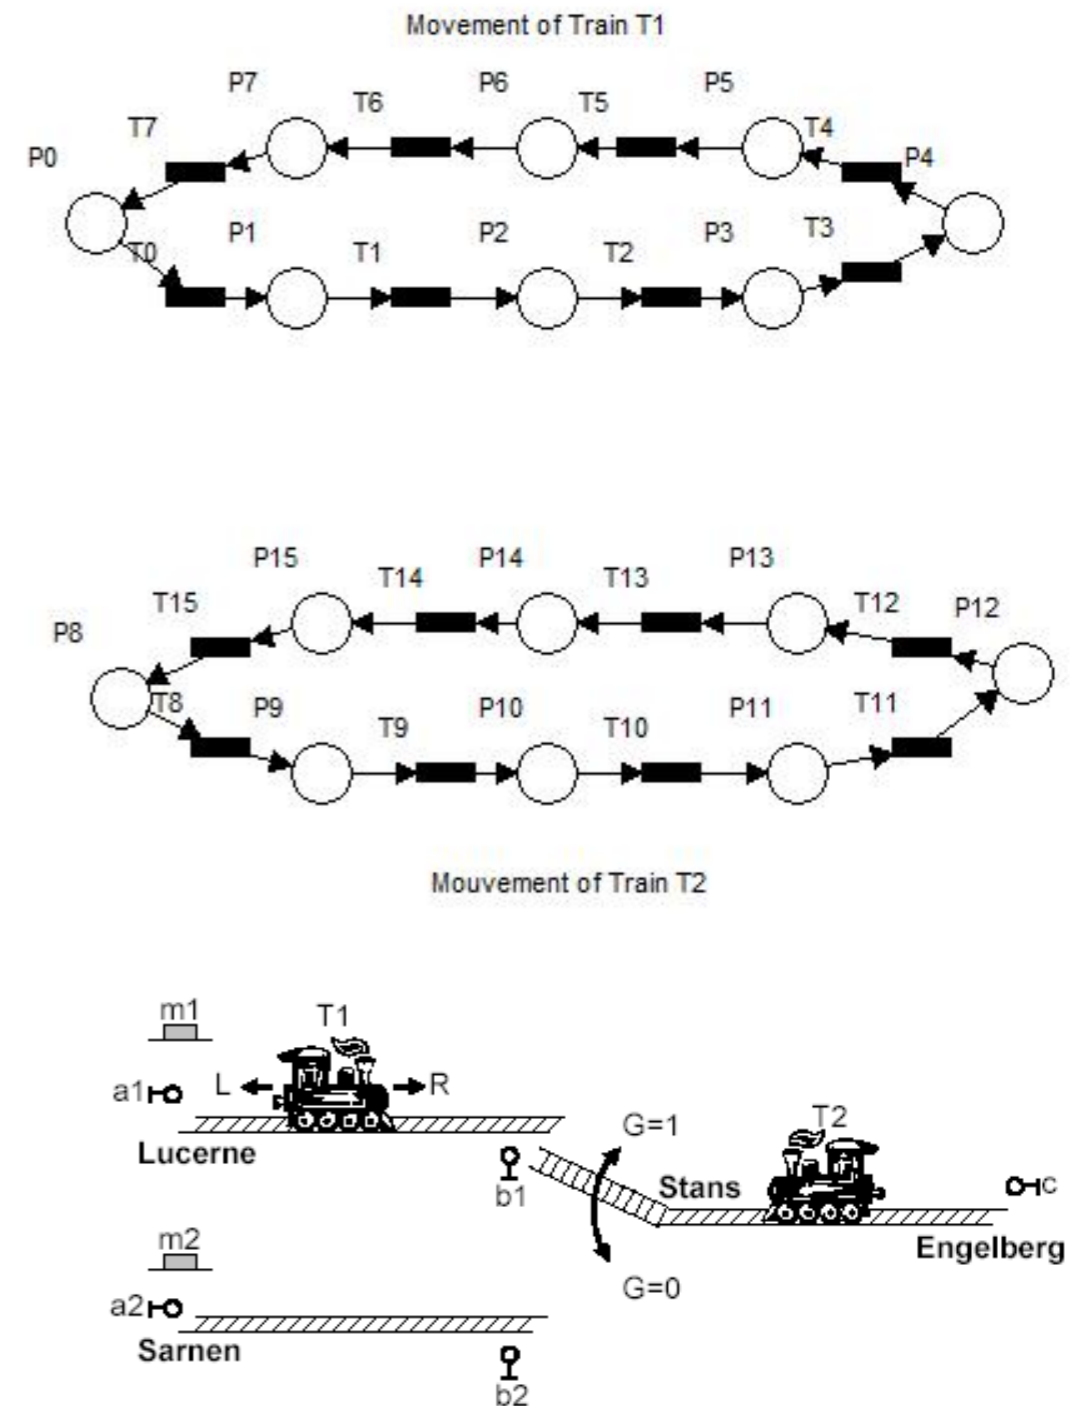 Movement of Train T1
P7 P6 P5
T7 T6 T5 T4
P0 P4
T0 P1 T1 P2 T2 P3 T3
P15 P14 P13
T15 T14 T13 T12 P12
P8
T8 P9 T9 P10 T10 P11 T11
Mouvement of Train T2
m1 T1
a1 L R
Lucerne
b1
G=1
T2
Stans
c
Engelberg
m2
G=0
a2
Sarnen
b2